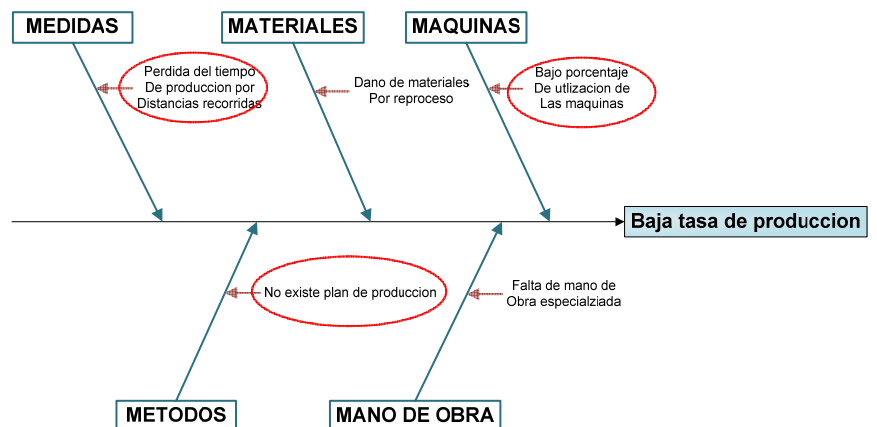 MEDIDAS
MATERIALES
MAQUINAS
Perdida del tiempo
De produccion por
Distancias recorridas
Dano de materiales
Por reproceso
Bajo porcentaje
De utlizacion de
Las maquinas
Baja tasa de produccion
No existe plan de produccion
Falta de mano de
Obra especialziada
METODOS
MANO DE OBRA